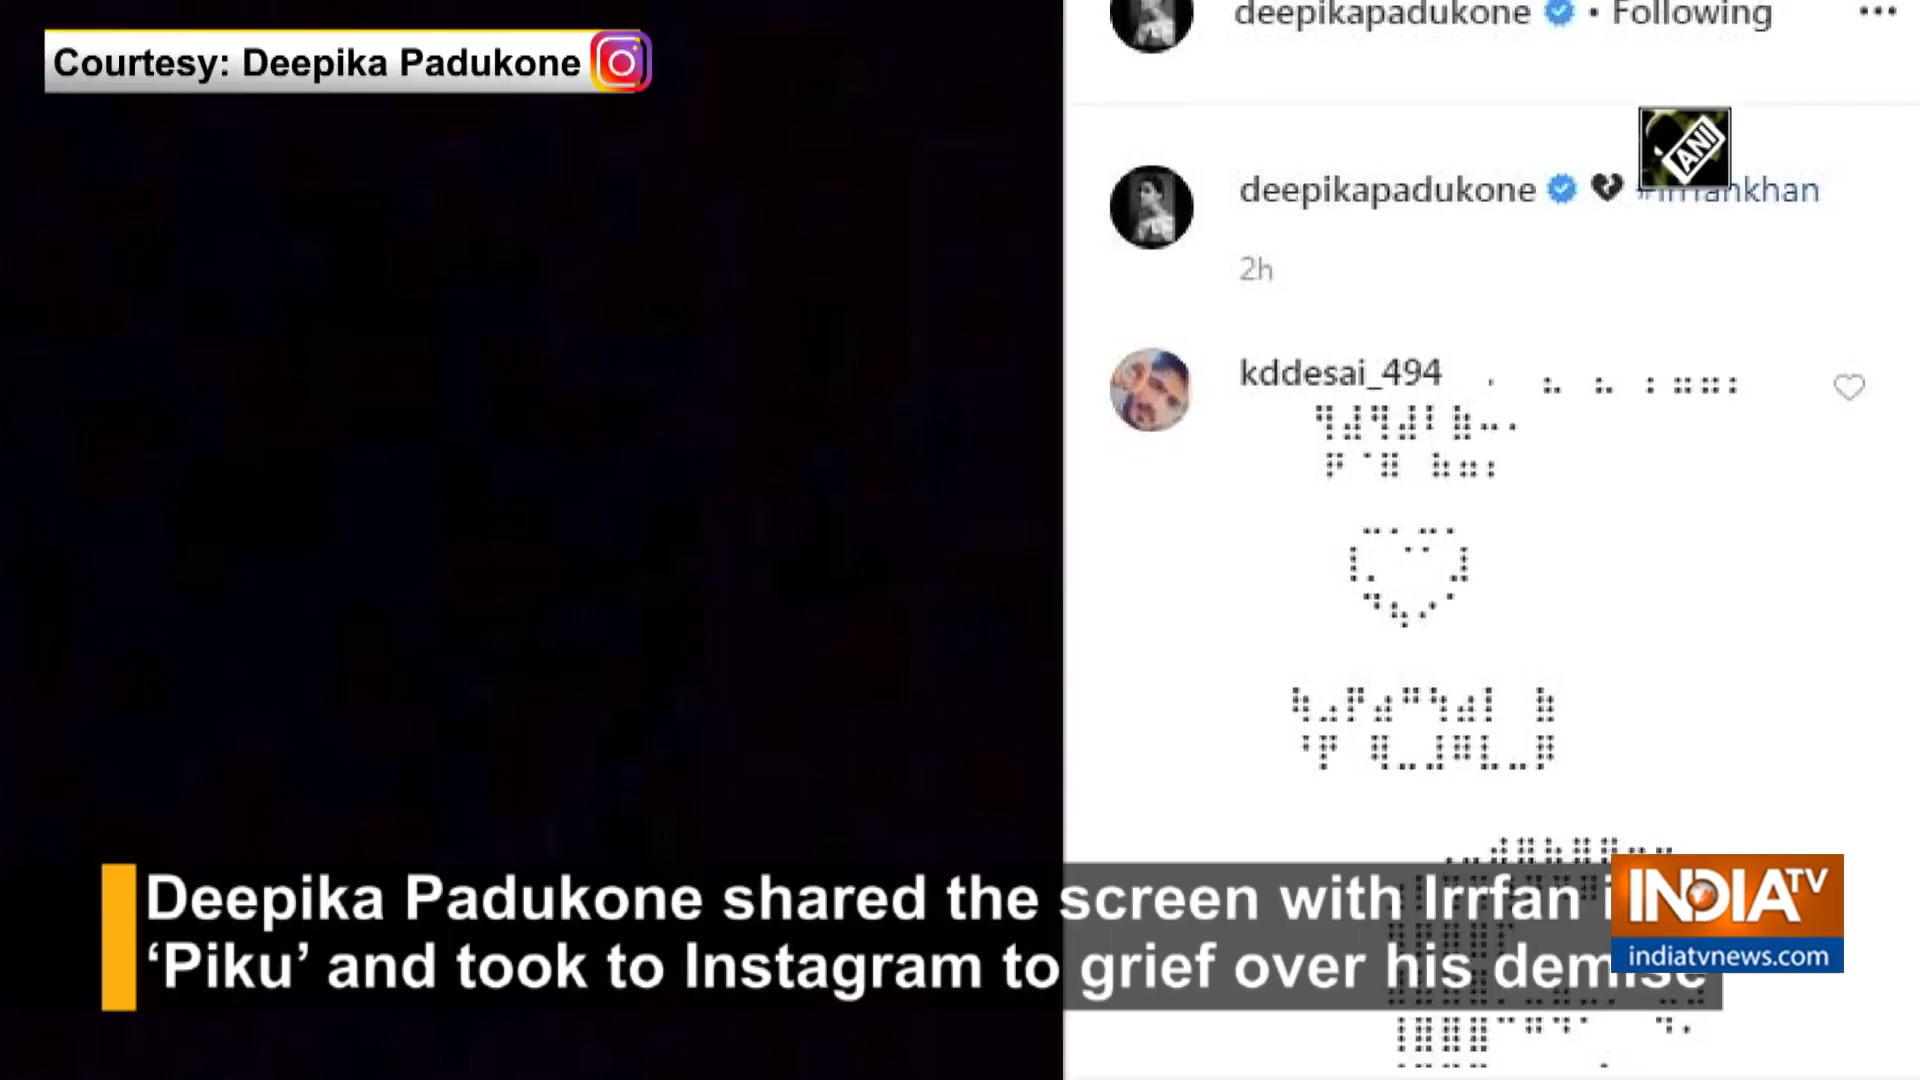 Courtesy: Deepika Padukone
deepikapadukone • Following
ANI
deepikapadukone
2h
kddesai_494
Deepika Padukone shared the screen with Irrfan
‘Piku’ and took to Instagram to grief over his demise
INDIA TV
indiatvnews.com